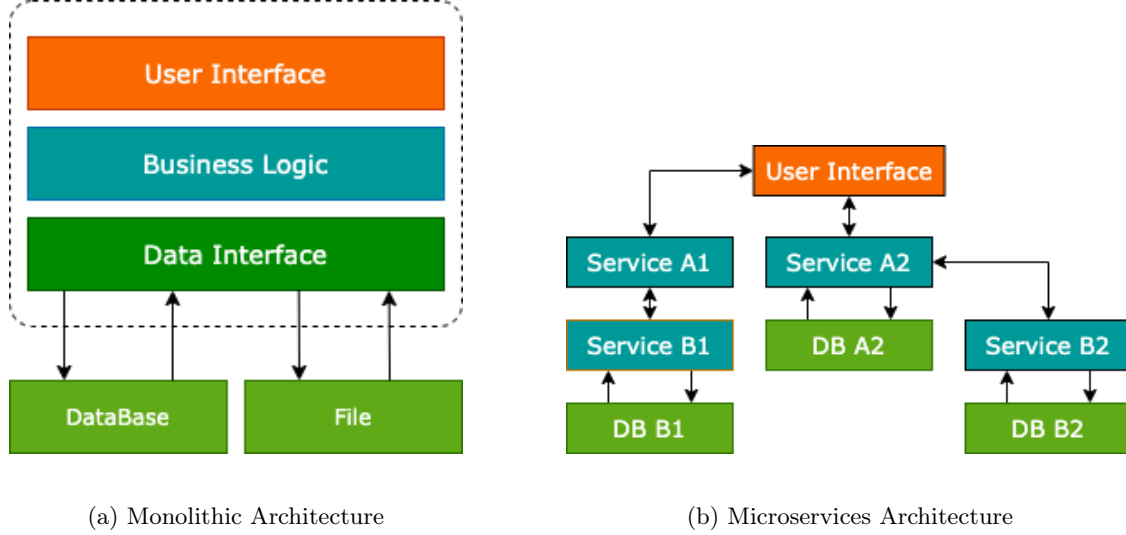 User Interface
Business Logic
Data Interface
DataBase
File
(a) Monolithic Architecture
User Interface
Service A1
Service A2
Service B1
DB A2
Service B2
DB B1
DB B2
(b) Microservices Architecture